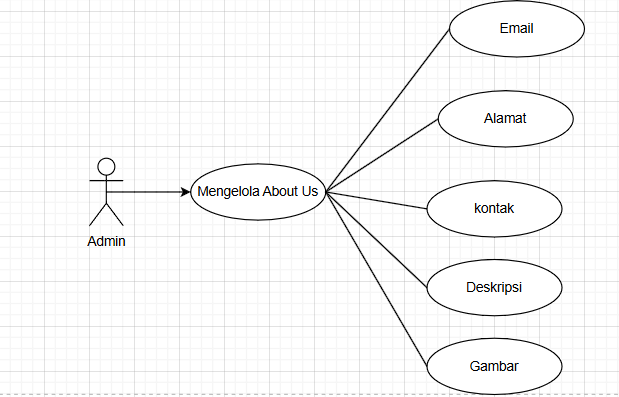 Email
Alamat
Mengelola About Us
kontak
Admin
Deskripsi
Gambar